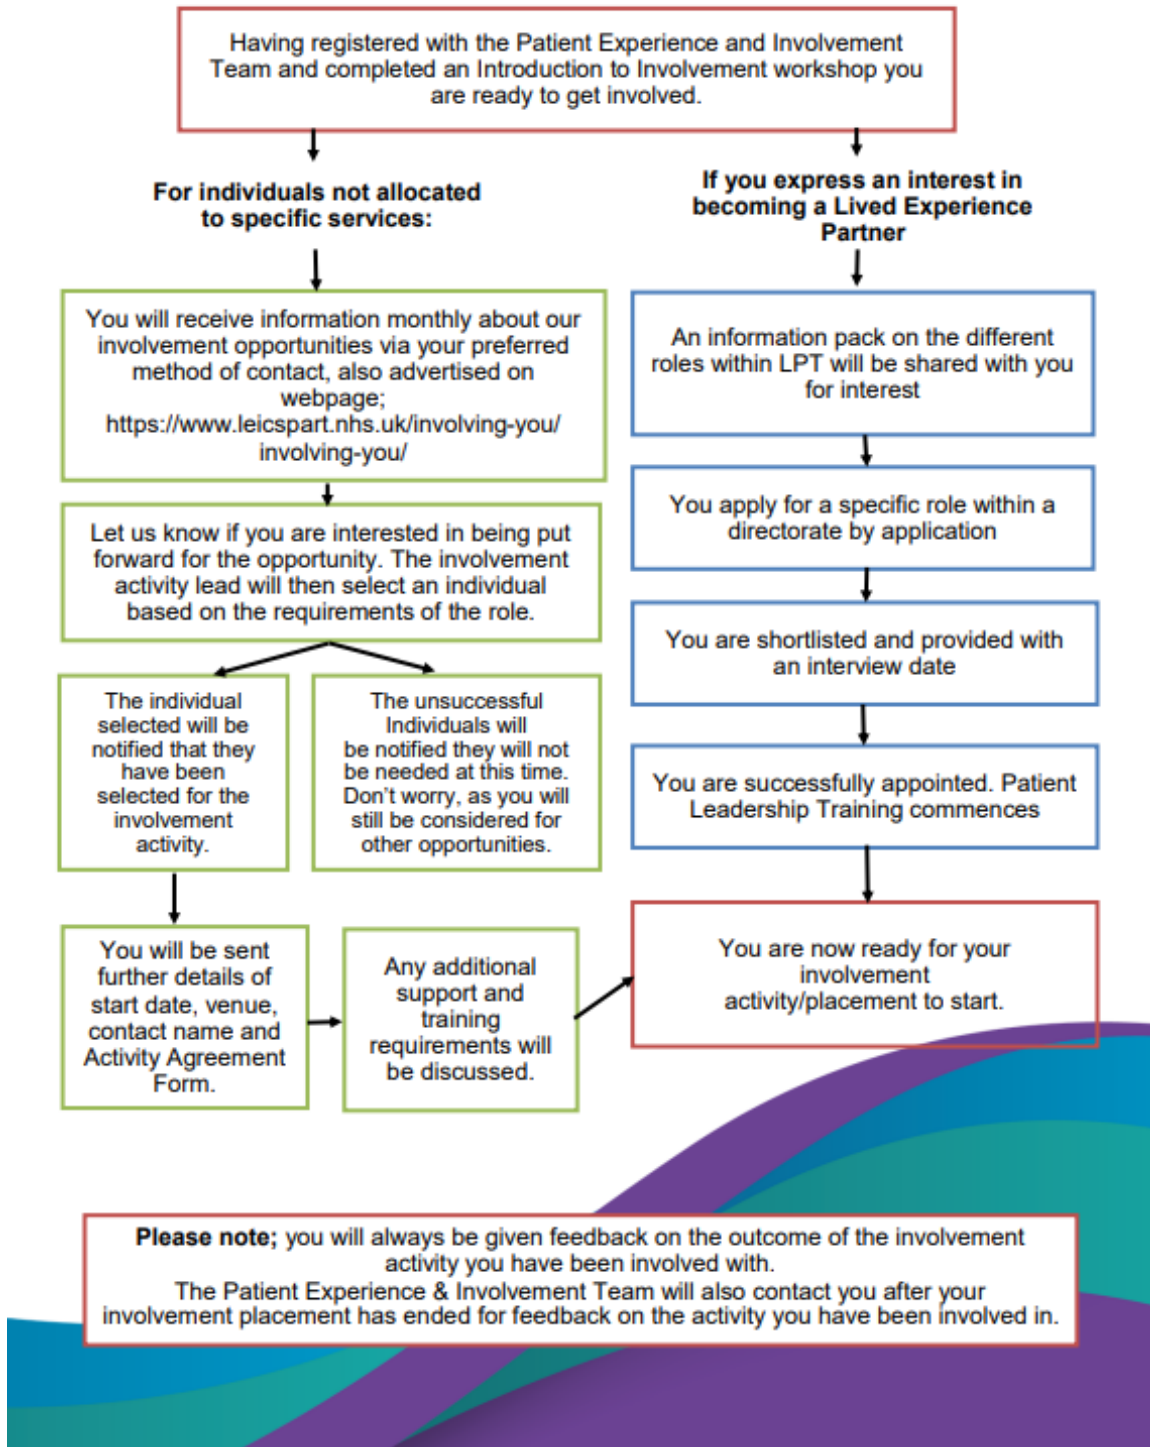 Having registered with the Patient Experience and Involvement
Team and completed an Introduction to Involvement workshop you
are ready to get involved.
For individuals not allocated
to specific services:
You will receive information monthly about our
involvement opportunities via your preferred
method of contact, also advertised on
webpage;
https://www.leicspart.nhs.uk/involving-you/
involving-you/
Let us know if you are interested in being put
forward for the opportunity. The involvement
activity lead will then select an individual
based on the requirements of the role.
The individual
selected will be
notified that they
have been
selected for the
involvement
activity.
The unsuccessful
Individuals will
be notified they will not
be needed at this time.
Don't worry, as you will
still be considered for
other opportunities.
You will be sent
further details of
start date, venue,
contact name and
Activity Agreement
Form.
Any additional
support and
training
requirements will
be discussed.
If you express an interest in
becoming a Lived Experience
Partner
An information pack on the different
roles within LPT will be shared with you
for interest
You apply for a specific role within a
directorate by application
You are shortlisted and provided with
an interview date
You are successfully appointed. Patient
Leadership Training commences
You are now ready for your
involvement
activity/placement to start.
Please note; you will always be given feedback on the outcome of the involvement
activity you have been involved with.
The Patient Experience & Involvement Team will also contact you after your
involvement placement has ended for feedback on the activity you have been involved in.